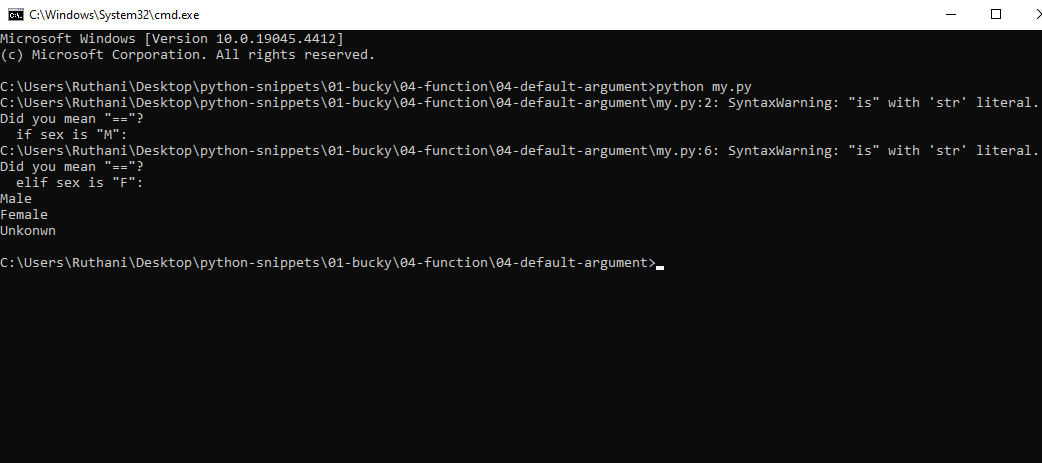 C:\Windows\System32\cmd.exe
Microsoft Windows [Version 10.0.19045.4412]
(c) Microsoft Corporation. All rights reserved.
C:\Users\Ruthani\Desktop\python-snippets\01-bucky\04-function\04-default-argument>python my.py
C:\Users\Ruthani\Desktop\python-snippets\01-bucky\04-function\04-default-argument\my.py:2: SyntaxWarning: "is" with 'str' literal.
Did you mean "=="?
  if sex is "M":
C:\Users\Ruthani\Desktop\python-snippets\01-bucky\04-function\04-default-argument\my.py:6: SyntaxWarning: "is" with 'str' literal.
Did you mean "=="?
  elif sex is "F":
Male
Female
Unkonwn
C:\Users\Ruthani\Desktop\python-snippets\01-bucky\04-function\04-default-argument>